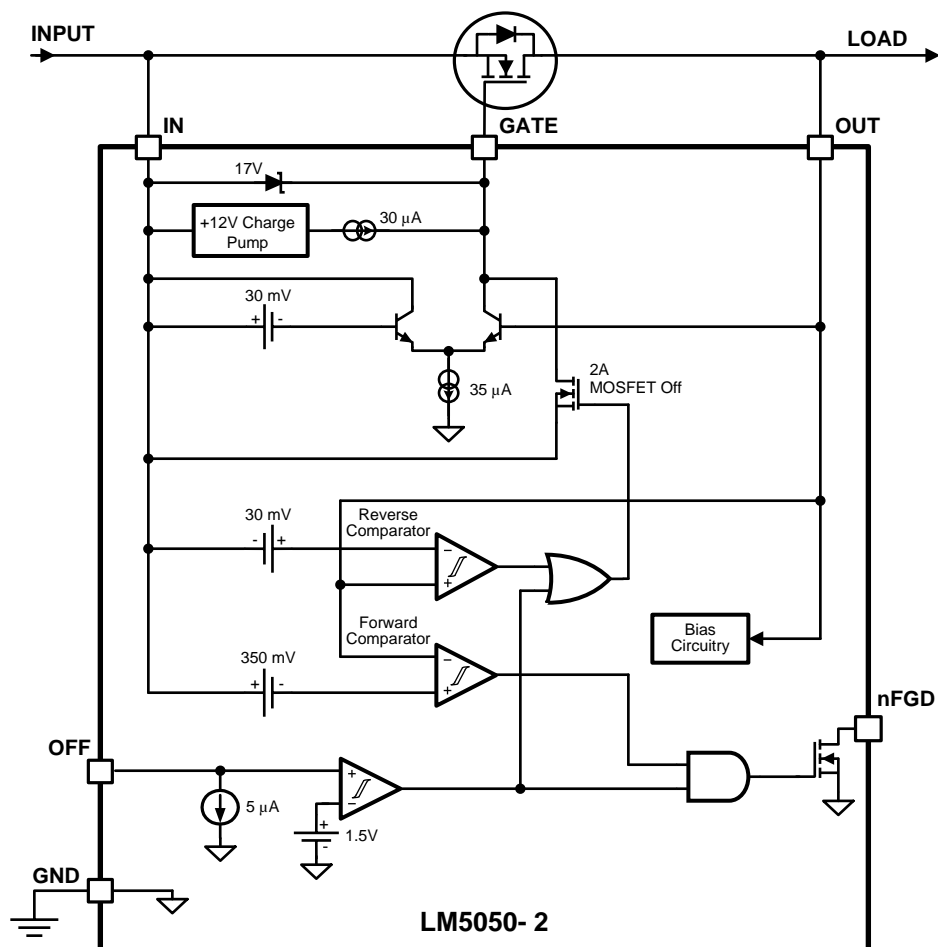 INPUT
LOAD
IN
GATE
OUT
17V
+12V Charge
Pump
30 μA
30 mV
+ -
35 μA
2A
MOSFET Off
30 mV
- +
Reverse
Comparator
−
+
Forward
Comparator
−
+
350 mV
+ -
Bias
Circuitry
nFGD
OFF
5 μA
+
−
+
1.5V
-
GND
LM5050- 2